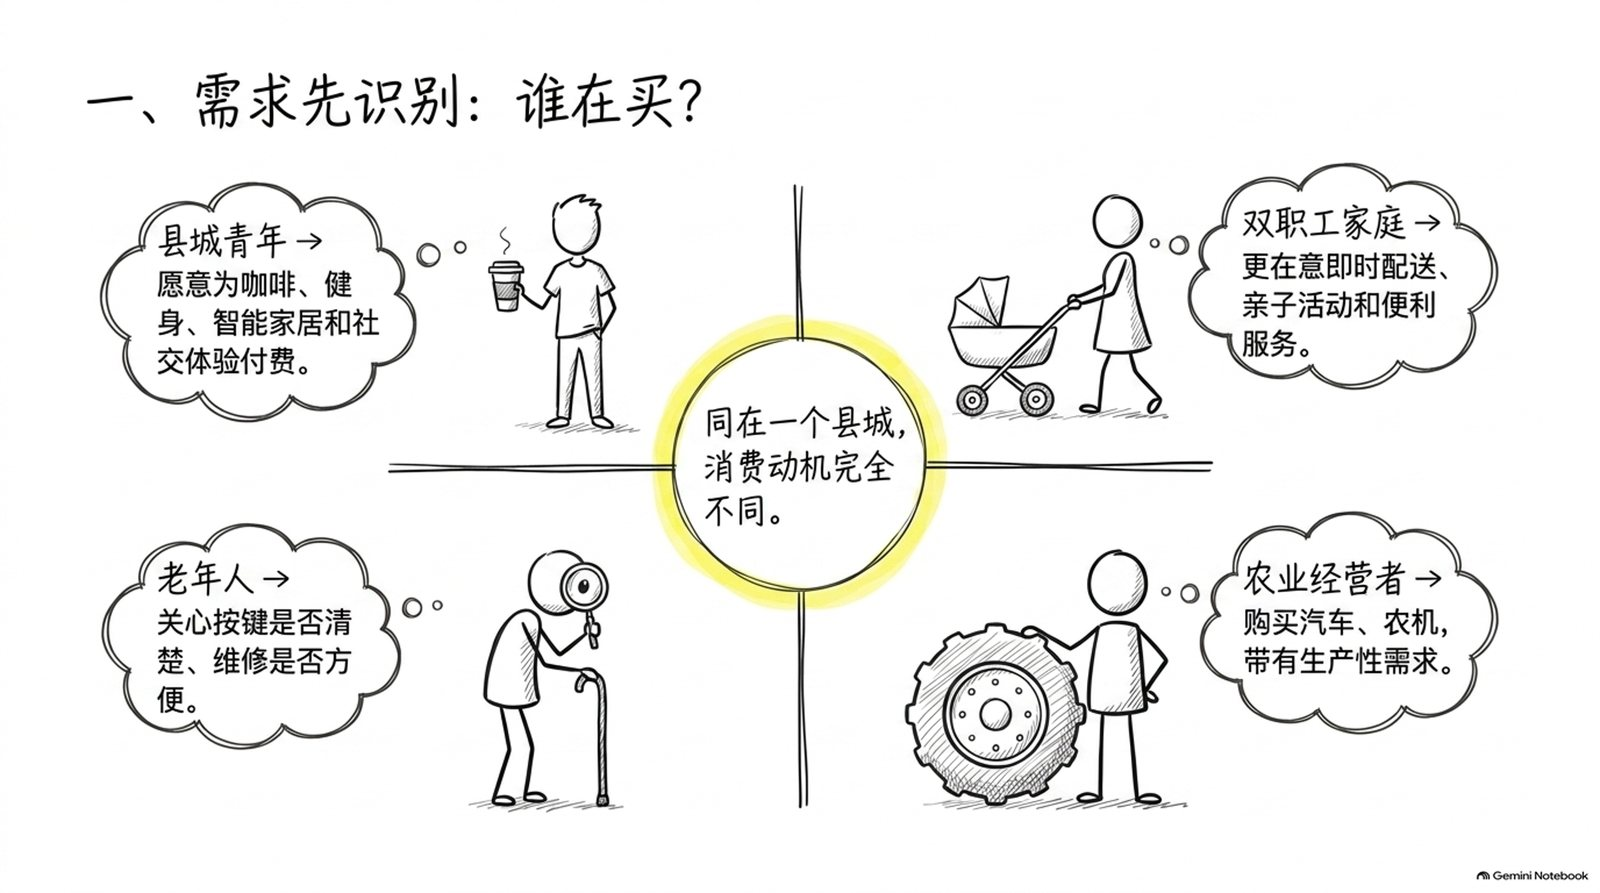 一、需求先识别：谁在买？
县城青年→
愿意为咖啡、健
身、智能家居和社
交体验付费。
双职工家庭→
更在意即时配送、
亲子活动和便利
服务。
同在一个县城，
消费动机完全
不同。
老年人→
关心按键是否清
楚、维修是否方
便。
农业经营者→
购买汽车、农机，
带有生产性需求。
Gemini Notebook